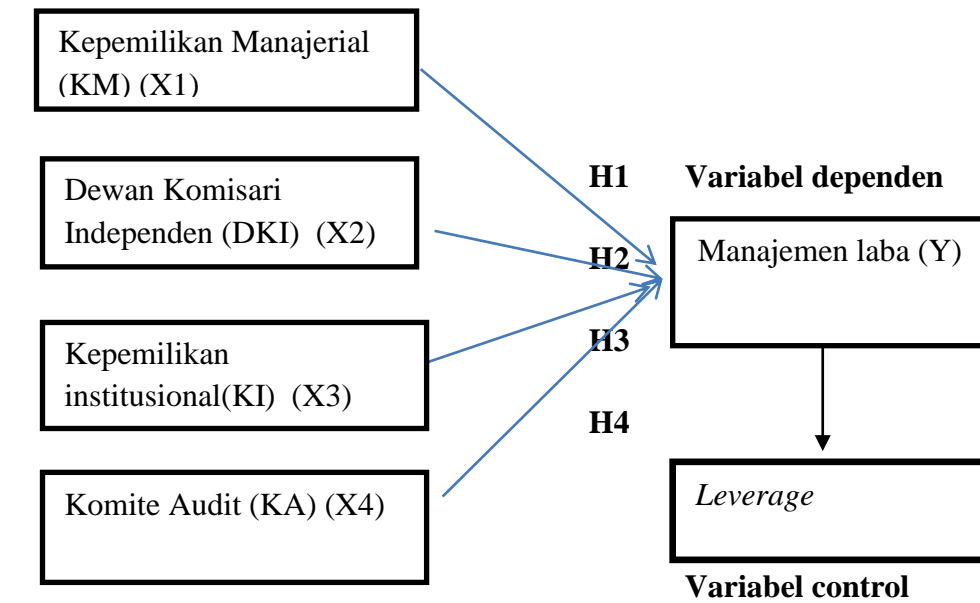 Kepemilikan Manajerial
(KM) (X1)
Dewan Komisari
Independen (DKI) (X2)
Kepemilikan
institusional(KI) (X3)
Komite Audit (KA) (X4)
H1
H2
H3
H4
Variabel dependen
Manajemen laba (Y)
Leverage
Variabel control